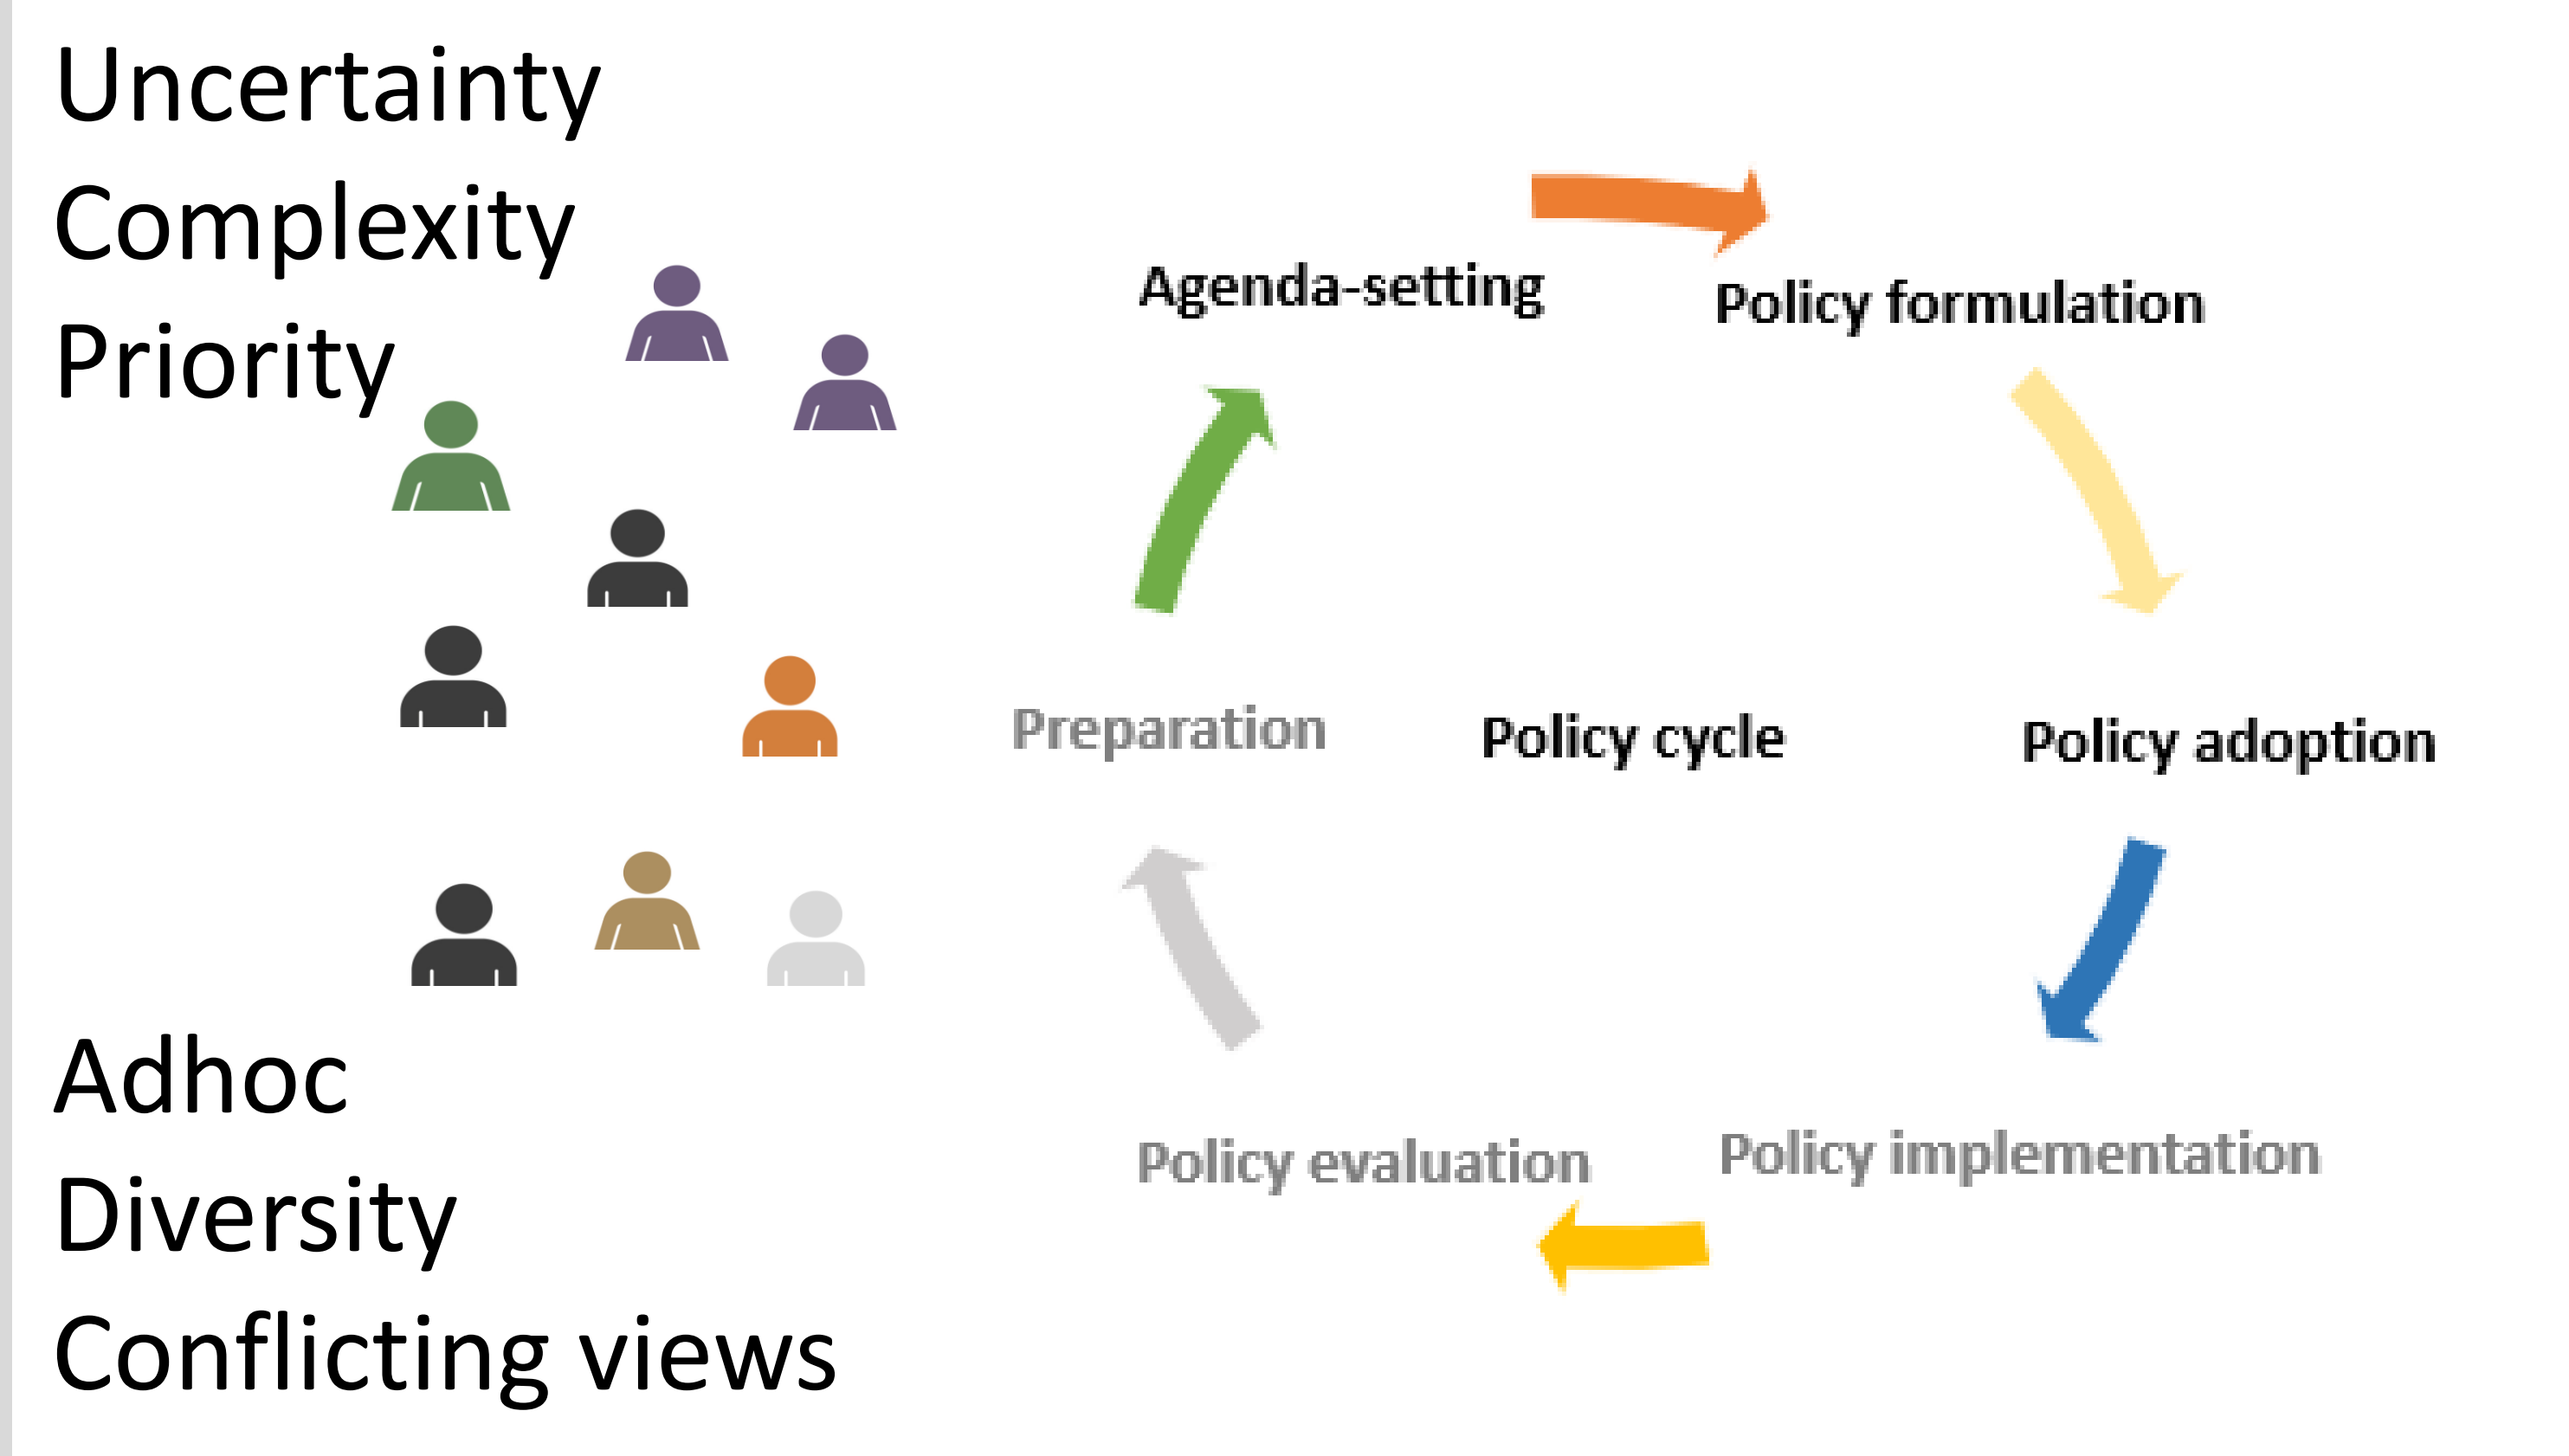 Uncertainty
Complexity
Priority
Agenda-setting
Policy formulation
Preparation
Policy cycle
Policy adoption
Policy evaluation
Policy implementation
Adhoc
Diversity
Conflicting views